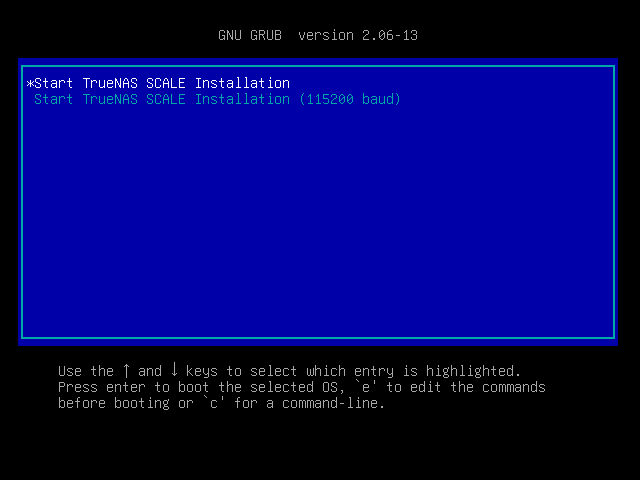 GNU GRUB  version 2.06-13
*Start TrueNAS SCALE Installation
Start TrueNAS SCALE Installation (115200 baud)
Use the ↑ and ↓ keys to select which entry is highlighted.
Press enter to boot the selected OS, `e' to edit the commands
before booting or `c' for a command-line.